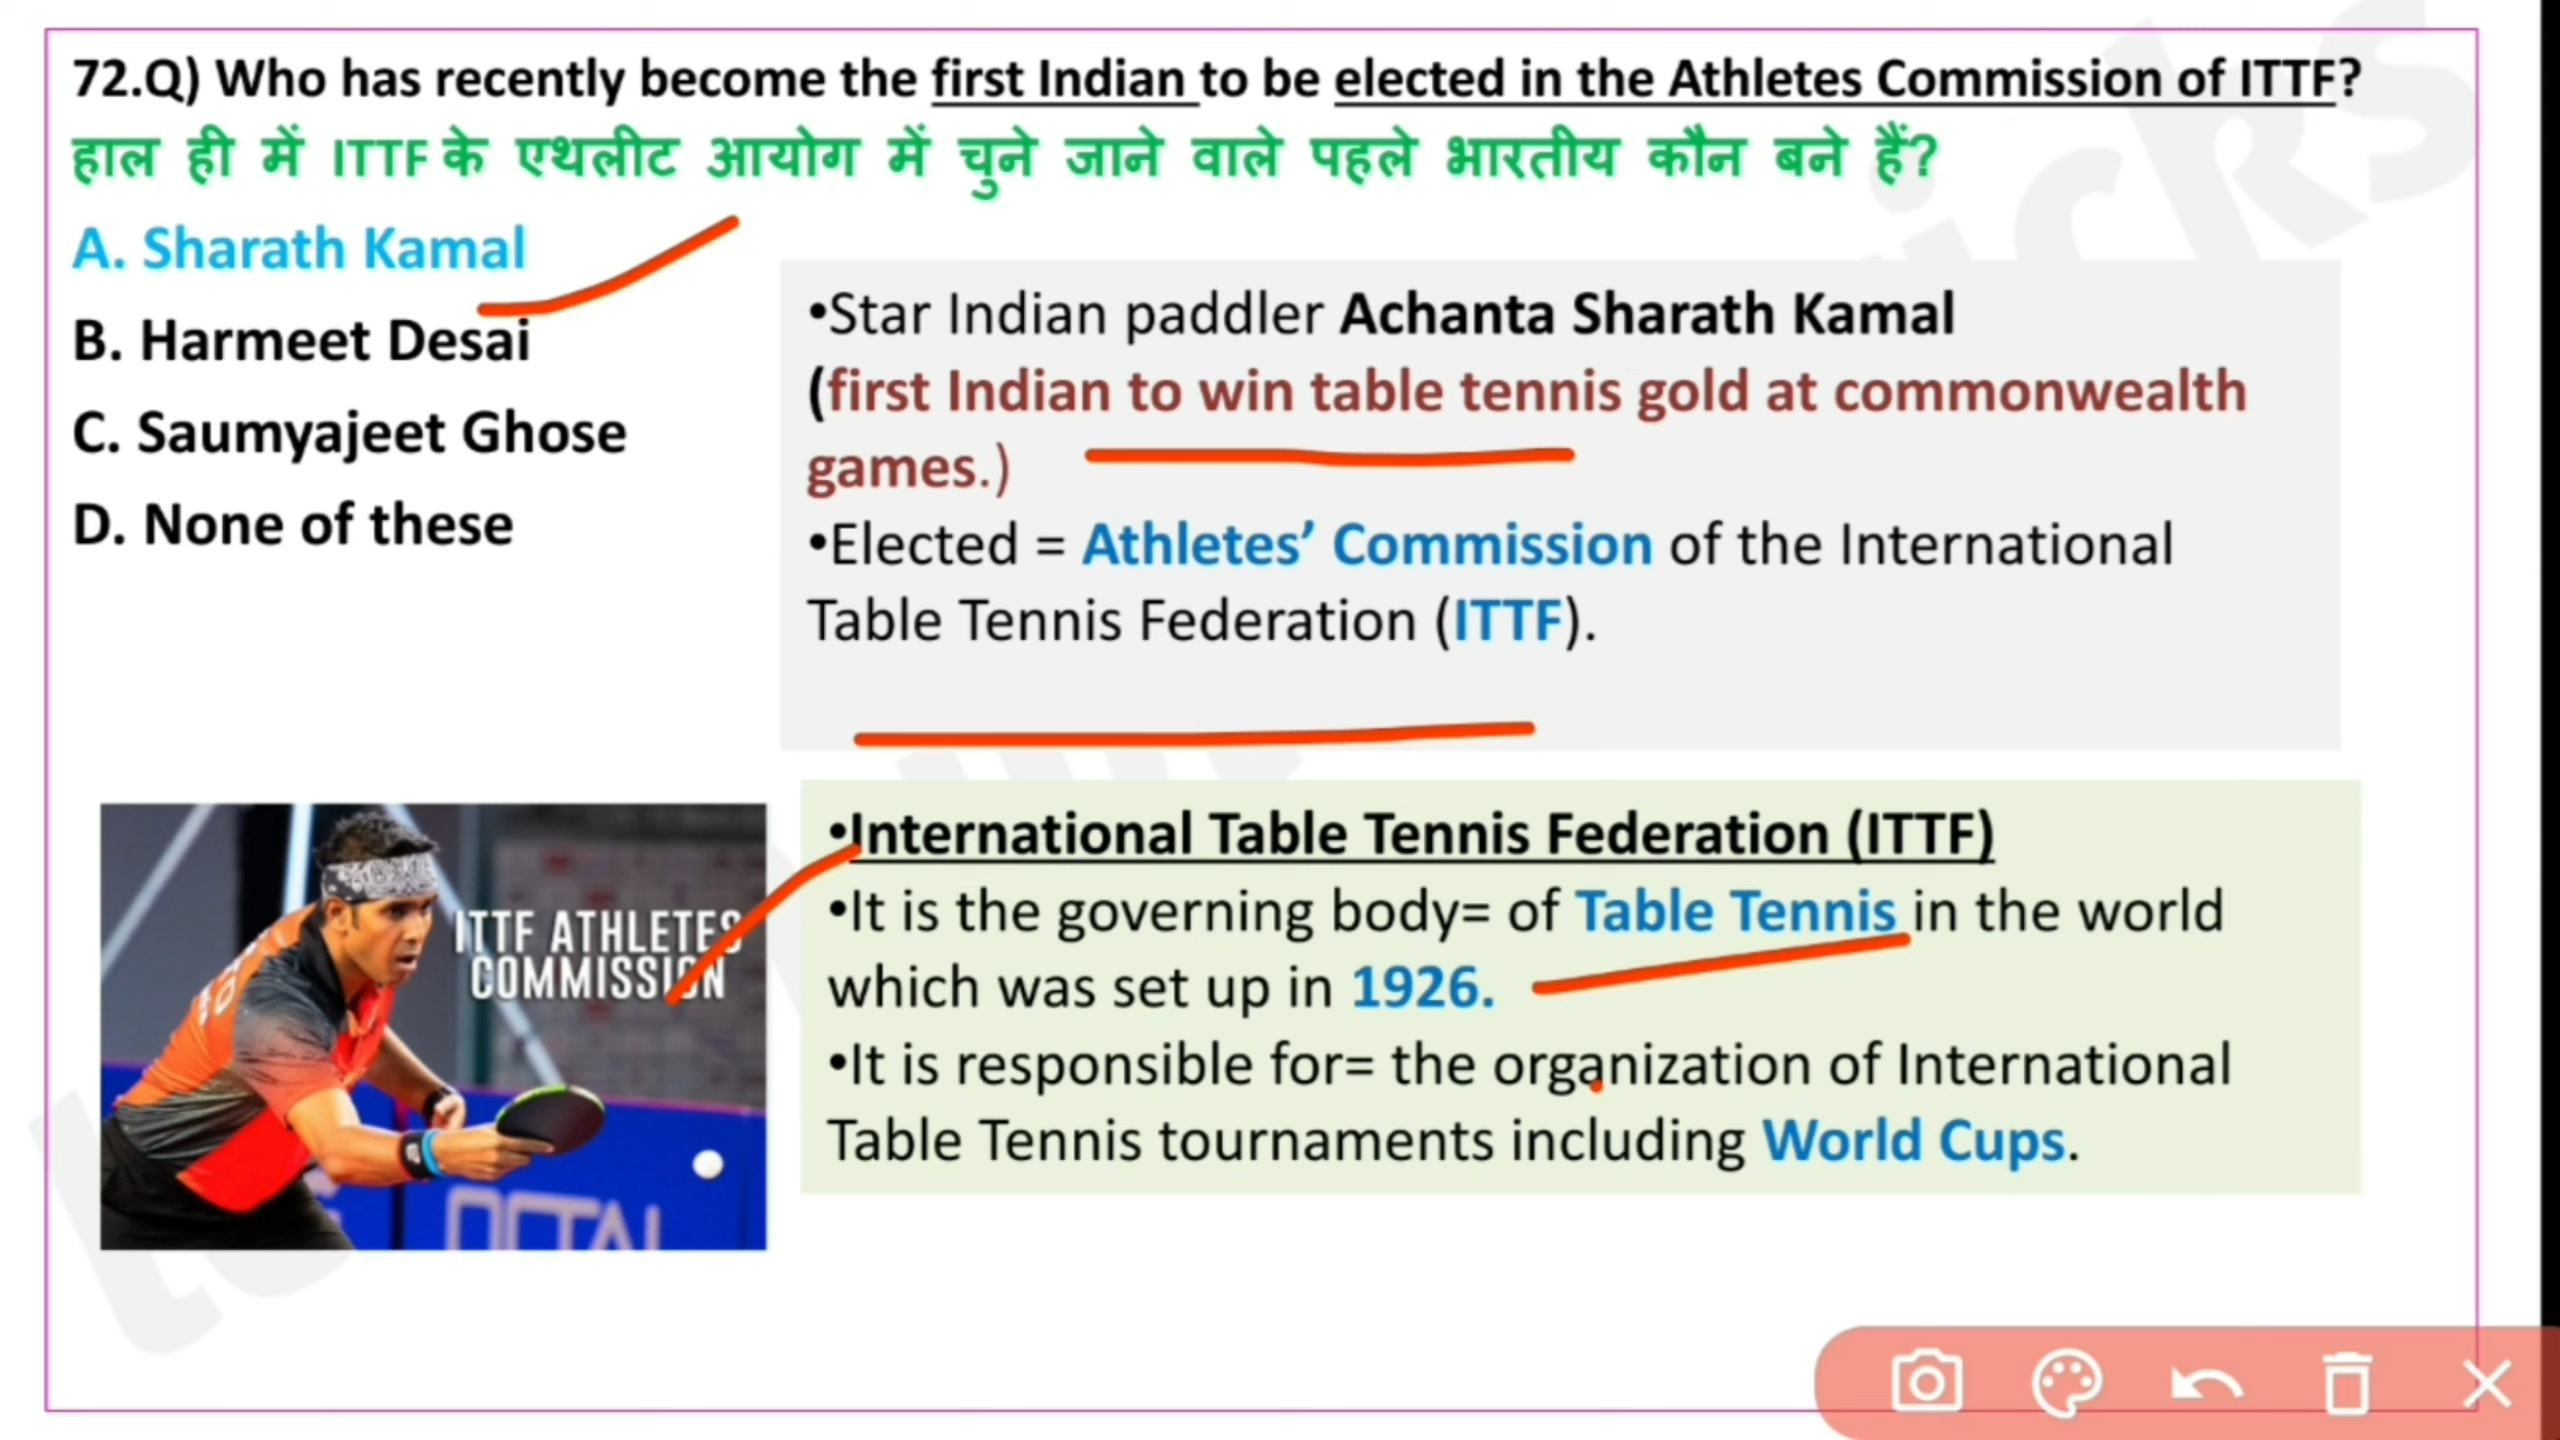 72.Q) Who has recently become the first Indian to be elected in the Athletes Commission of ITTF?
हाल ही में ITTF के एथलीट आयोग में चुने जाने वाले पहले भारतीय कौन बने हैं?
A. Sharath Kamal
B. Harmeet Desai
C. Saumyajeet Ghose
D. None of these
•Star Indian paddler Achanta Sharath Kamal
(first Indian to win table tennis gold at commonwealth
games.)
•Elected = Athletes’ Commission of the International
Table Tennis Federation (ITTF).
ITTF ATHLETES
COMMISSION
•International Table Tennis Federation (ITTF)
•It is the governing body= of Table Tennis in the world
which was set up in 1926.
•It is responsible for= the organization of International
Table Tennis tournaments including World Cups.